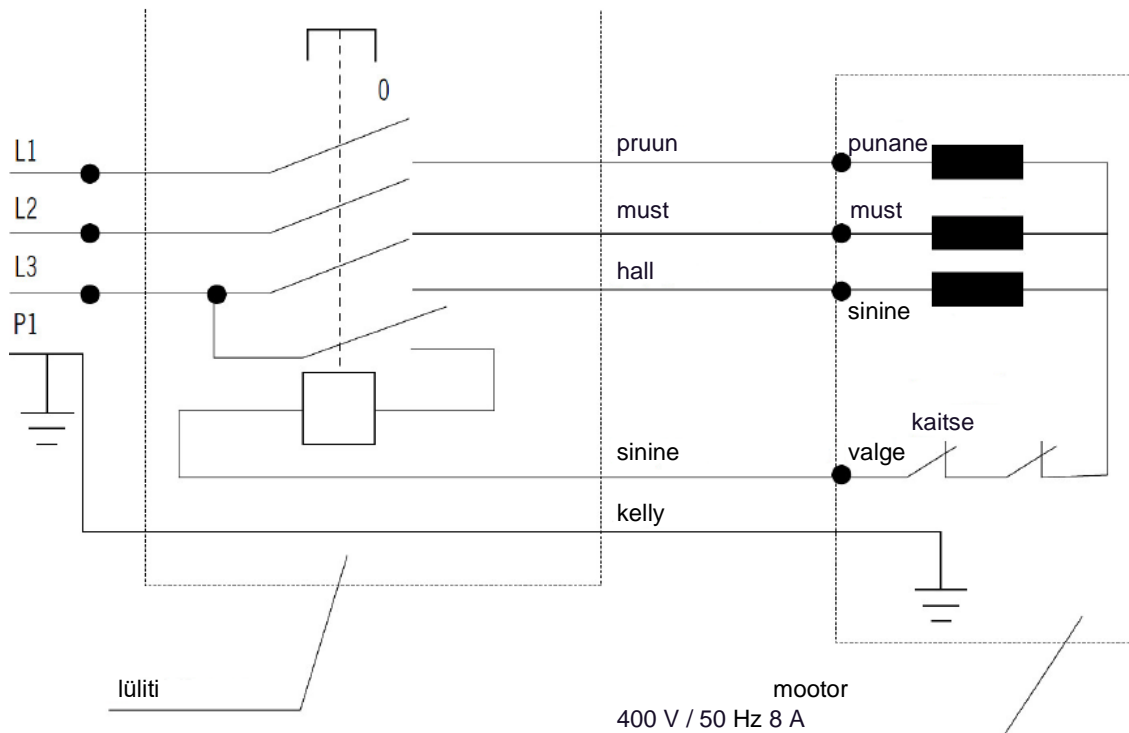 0
L1
pruun
punane
L2
must
must
L3
hall
sinine
P1
kaitse
sinine
valge
kelly
lüliti
mootor
400 V / 50 Hz 8 A